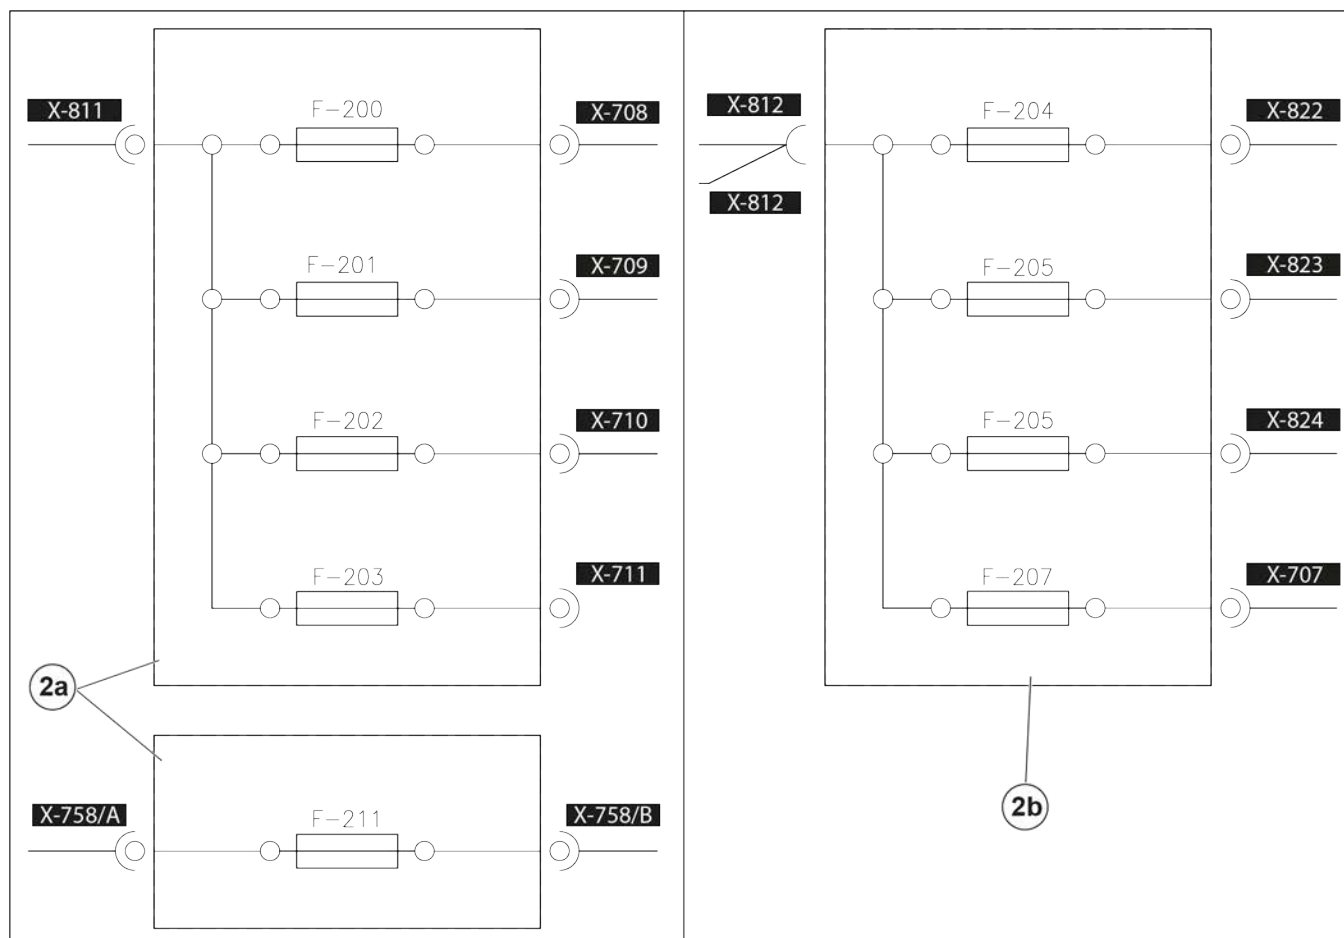 X-811
F-200
X-708
F-201
X-709
F-202
X-710
F-203
X-711
2a
X-758/A
F-211
X-758/B
X-812
X-812
F-204
X-822
F-205
X-823
F-205
X-824
F-207
X-707
2b